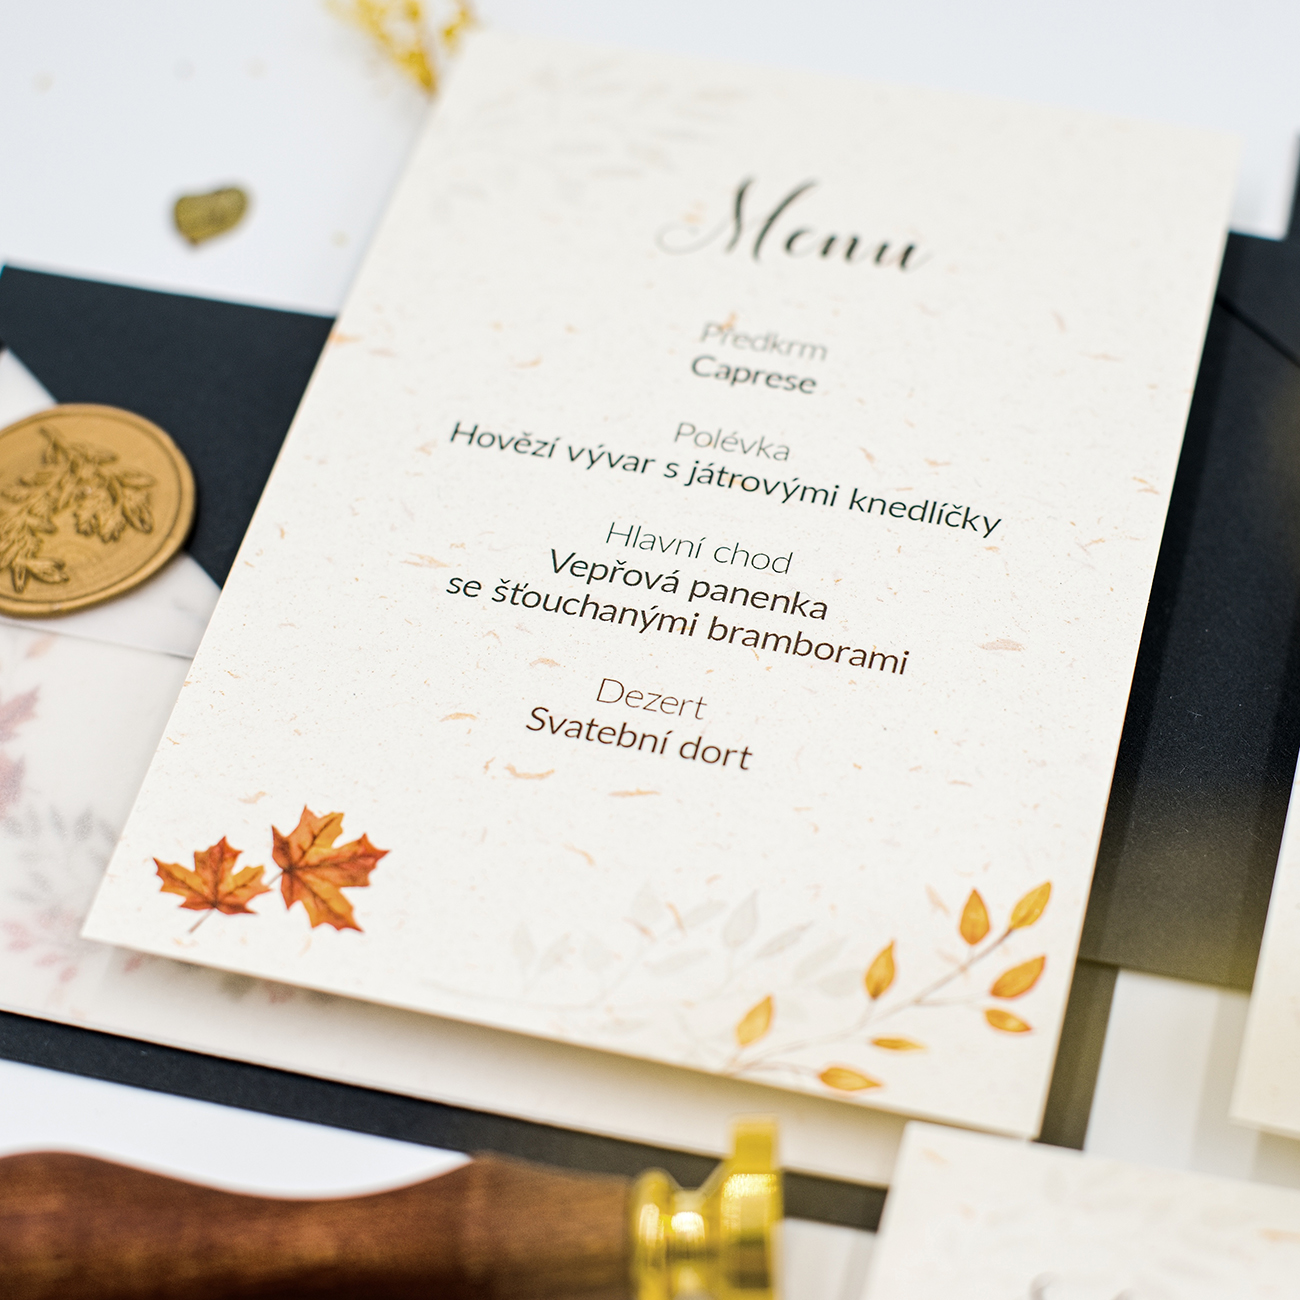 Menu
Předkrm
Caprese
Polévka
Hovězí vývar s játrovými knedlíčky
Hlavní chod
Vepřová panenka
se šťouchanými bramborami
Dezert
Svatební dort